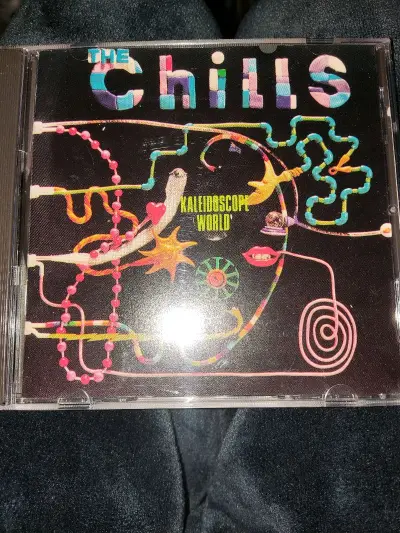 THE
Chills
'KALEIDOSCOPE
WORLD'